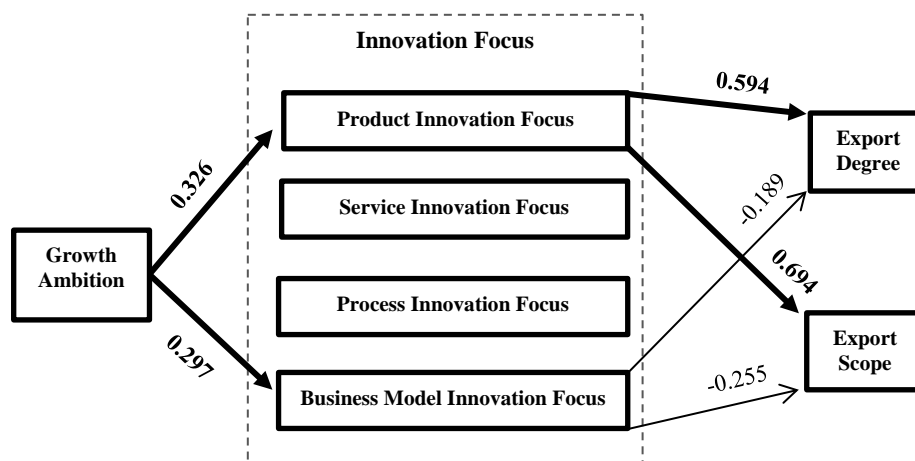 Innovation Focus
0.594
Product Innovation Focus
Export
Degree
0.326
-0.189
Service Innovation Focus
Growth
Ambition
0.694
Process Innovation Focus
0.297
Export
Scope
-0.255
Business Model Innovation Focus